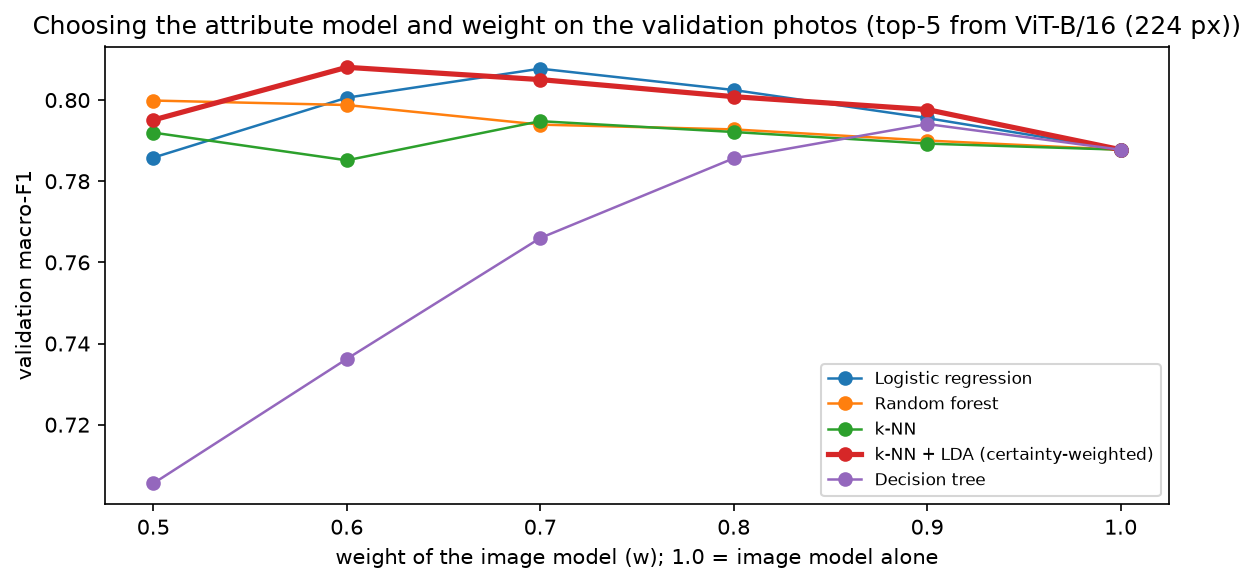 Choosing the attribute model and weight on the validation photos (top-5 from ViT-B/16 (224 px))
validation macro-F1
0.80
0.78
0.76
0.74
0.72
0.5 0.6 0.7 0.8 0.9 1.0
weight of the image model (w); 1.0 = image model alone
Logistic regression
Random forest
k-NN
k-NN + LDA (certainty-weighted)
Decision tree